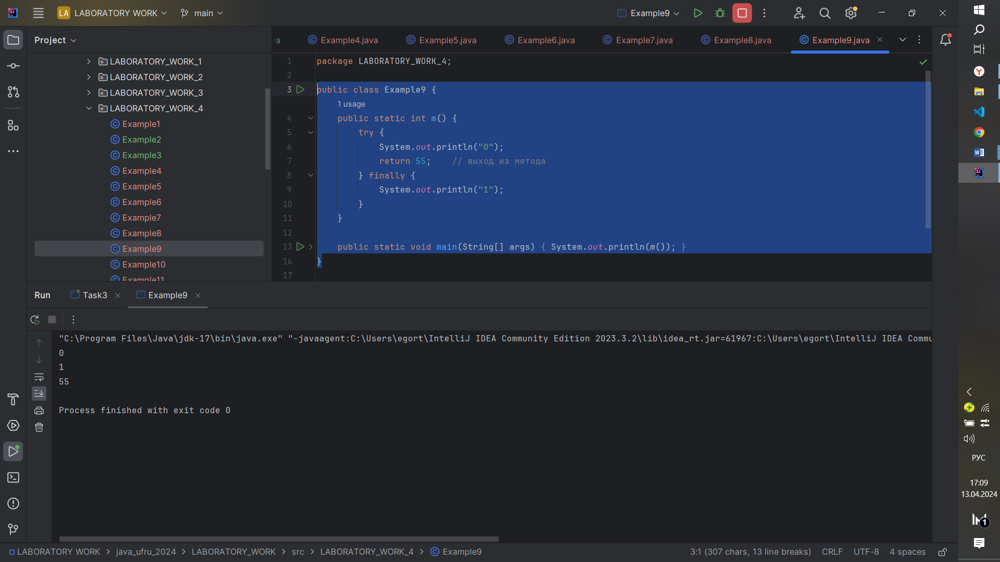 LA LABORATORY WORK main Example9
Project
va Example4.java Example5.java Example6.java Example7.java Example8.java Example9.java
LABORATORY_WORK_1
LABORATORY_WORK_2
LABORATORY_WORK_3
LABORATORY_WORK_4
Example1
Example2
Example3
Example4
Example5
Example6
Example7
Example8
Example9
Example10
Example11
1 package LABORATORY_WORK_4;
2
3 public class Example9 {
1 usage
4 public static int m() {
5 try {
6 System.out.println("0");
7 return 55; // выход из метода
8 } finally {
9 System.out.println("1");
10 }
11 }
12
13 public static void main(String[] args) { System.out.println(m()); }
16 }
17
Run Task3 Example9
"C:\Program Files\Java\jdk-17\bin\java.exe" "-javaagent:C:\Users\egort\IntelliJ IDEA Community Edition 2023.3.2\lib\idea_rt.jar=61967:C:\Users\egort\IntelliJ IDEA Commu
0
1
55
Process finished with exit code 0
LABORATORY WORK > java_ufru_2024 > LABORATORY_WORK > src > LABORATORY_WORK_4 > Example9
3:1 (307 chars, 13 line breaks) CRLF UTF-8 4 spaces
РУС
17:09
13.04.2024
1